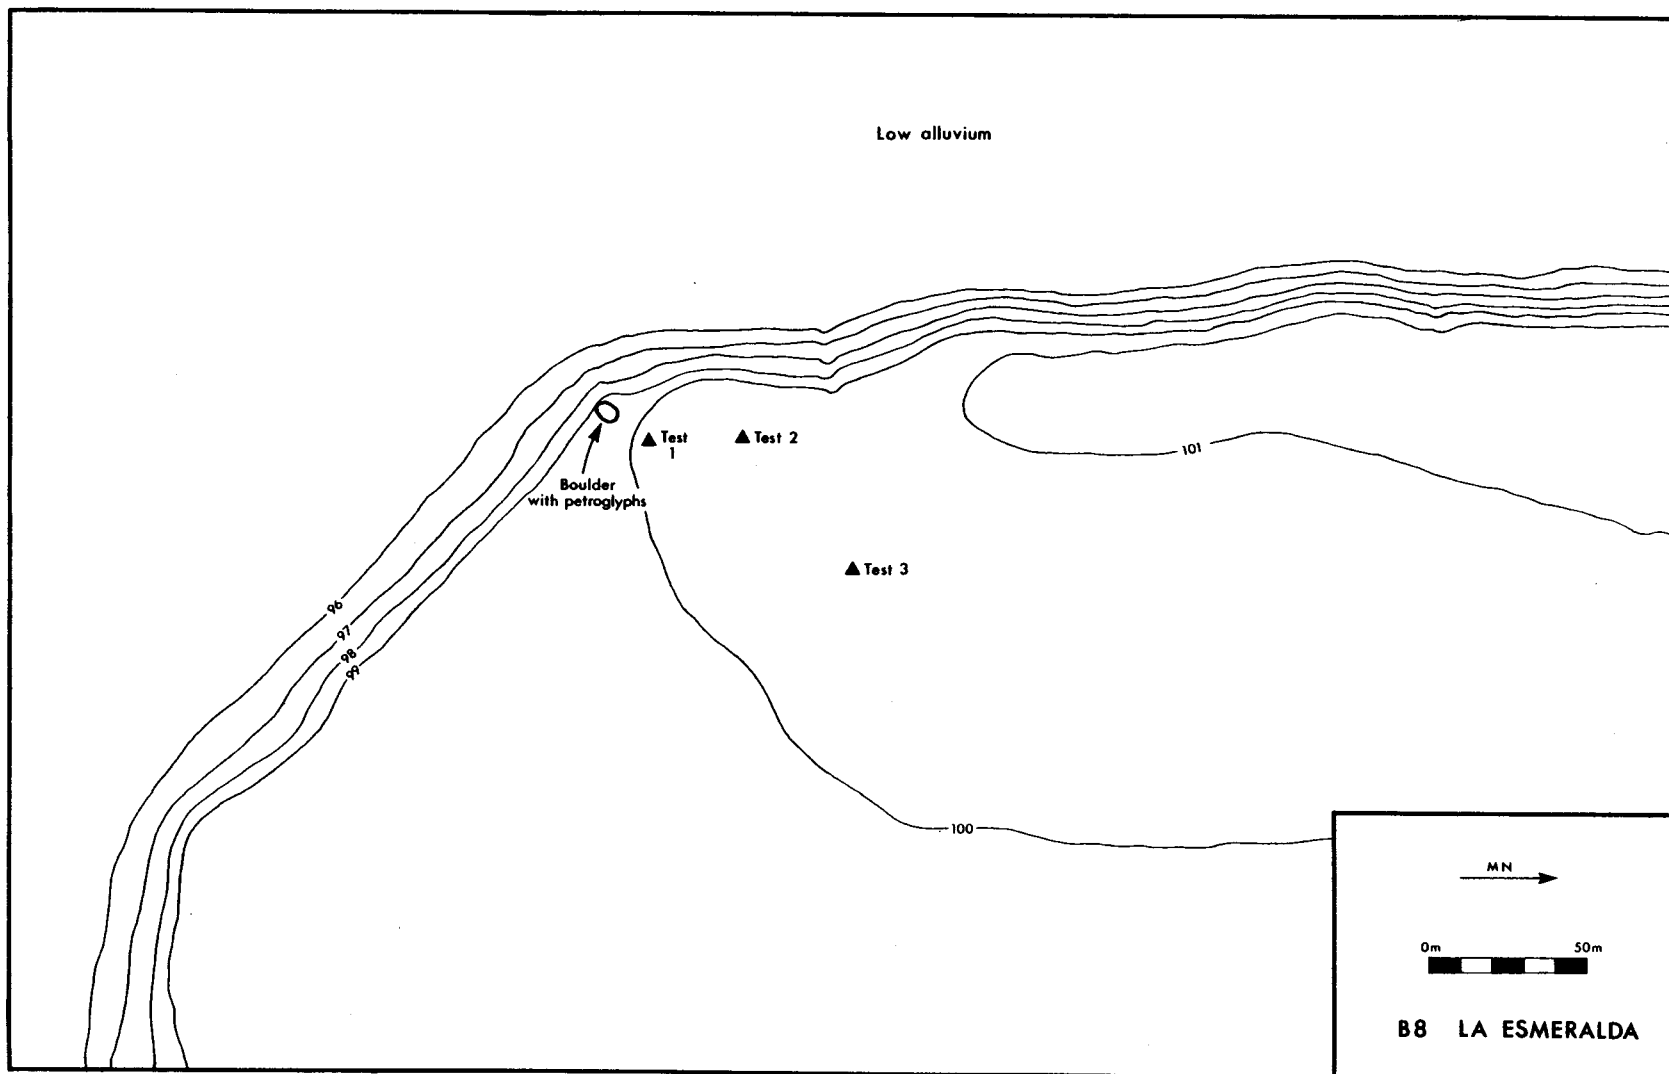 Low alluvium
101
Test
1
Test 2
Boulder
with petroglyphs
Test 3
96
97
98
99
100
MN
0m 50m
B8 LA ESMERALDA